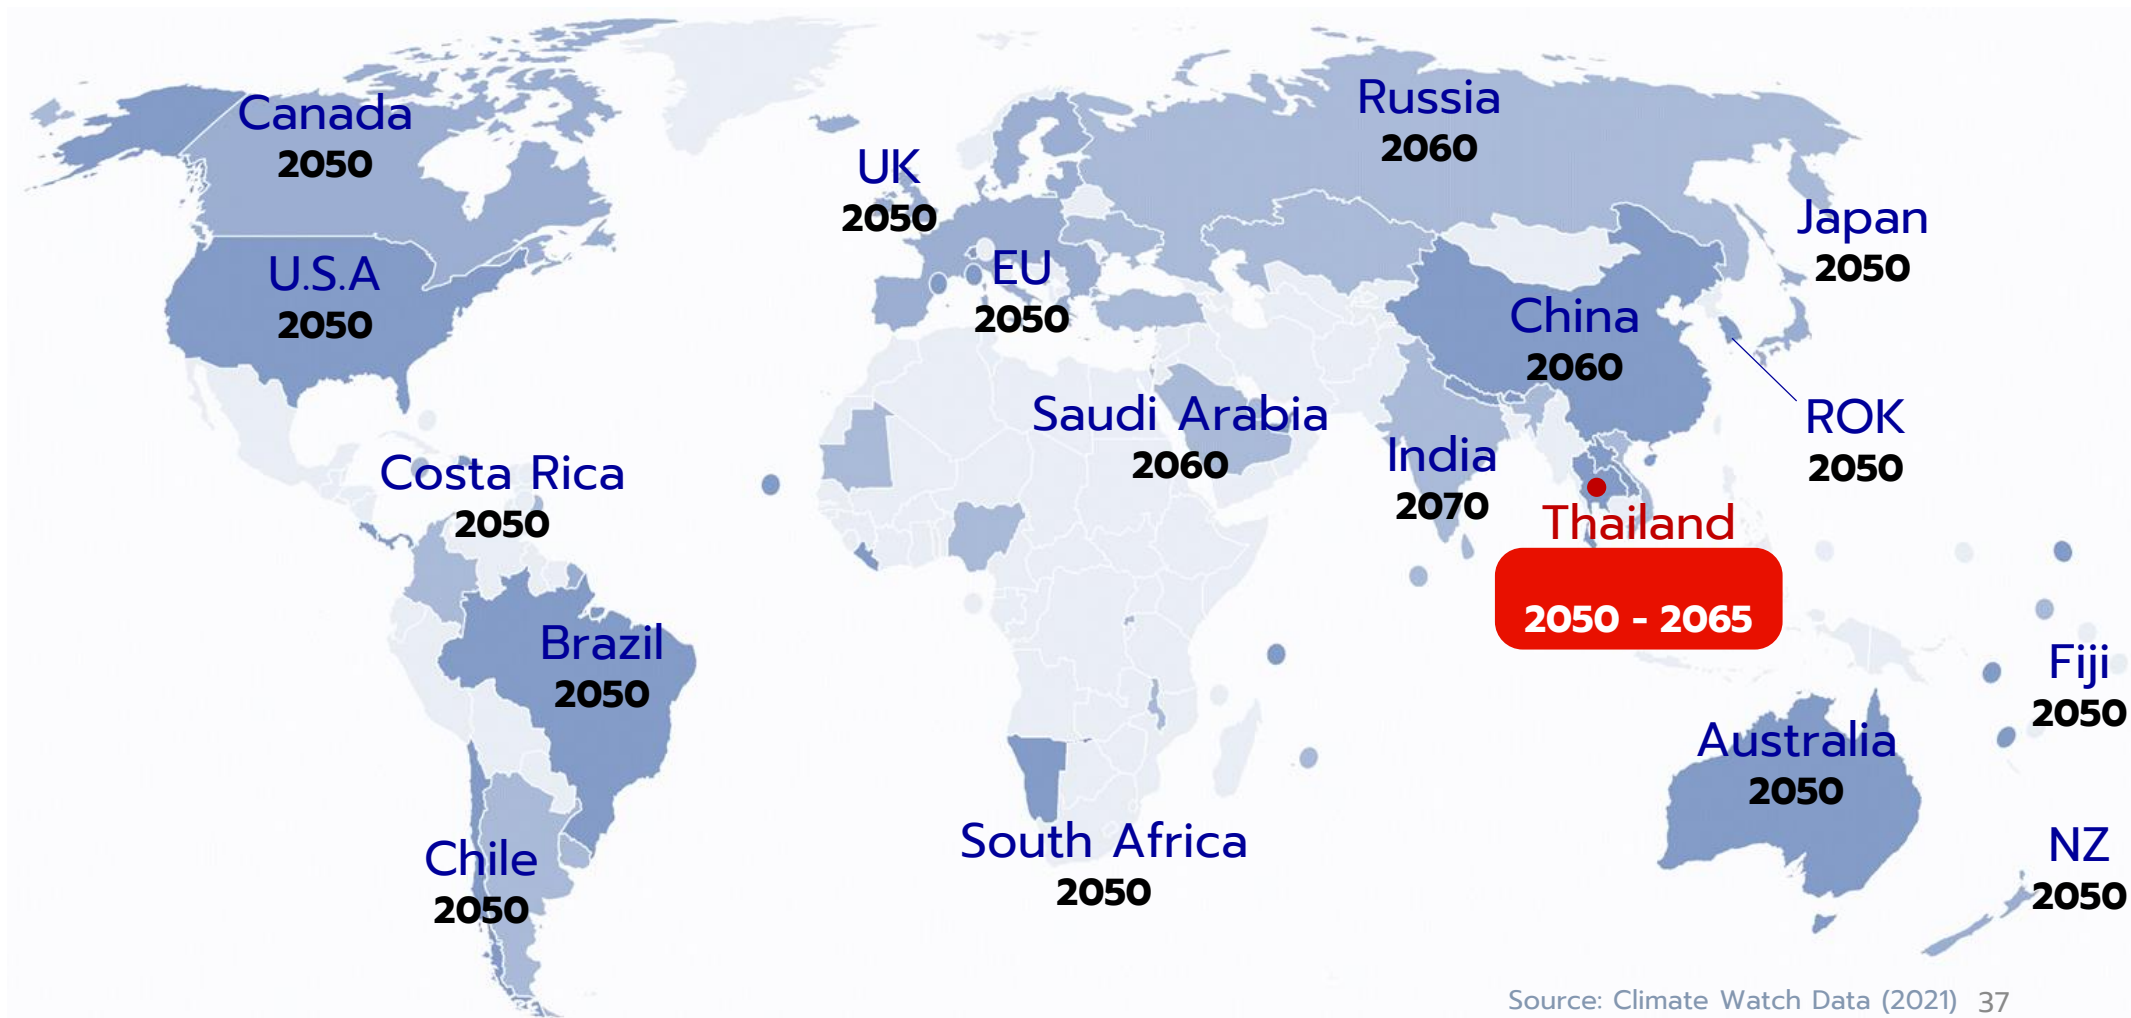 Canada
2050
Russia
2060
UK
2050
Japan
2050
U.S.A
2050
EU
2050
China
2060
Saudi Arabia
2060
India
2070
ROK
2050
Costa Rica
2050
Thailand
2050 - 2065
Brazil
2050
Fiji
2050
Australia
2050
South Africa
2050
Chile
2050
NZ
2050
Source: Climate Watch Data (2021) 37